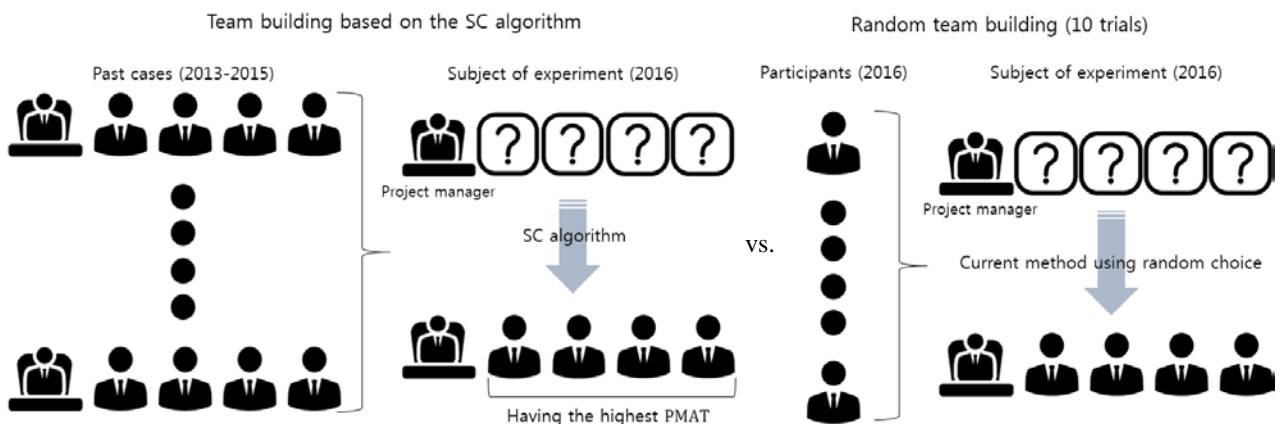 Team building based on the SC algorithm
Random team building (10 trials)
Past cases (2013-2015)
Subject of experiment (2016)
Participants (2016)
Subject of experiment (2016)
? ? ? ?
Project manager
SC algorithm
Having the highest PMAT
vs.
? ? ? ?
Project manager
Current method using random choice